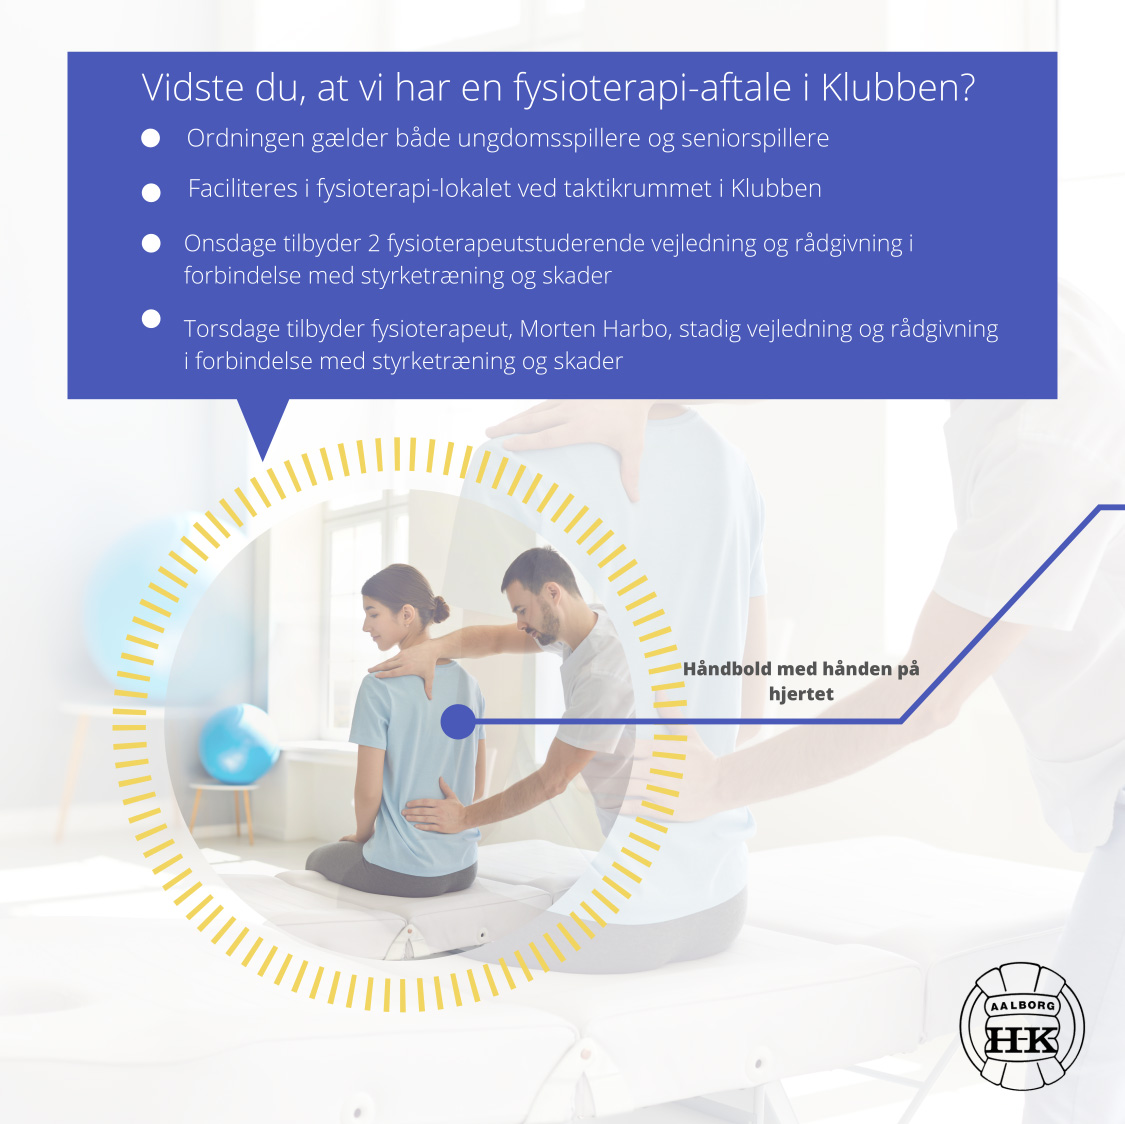 Vidste du, at vi har en fysioterapi-aftale i Klubben?
Ordningen gælder både ungdomsspillere og seniorspillere
Faciliteres i fysioterapi-lokalet ved taktikrummet i Klubben
Onsdage tilbyder 2 fysioterapeutstuderende vejledning og rådgivning i
forbindelse med styrketræning og skader
Torsdage tilbyder fysioterapeut, Morten Harbo, stadig vejledning og rådgivning
i forbindelse med styrketræning og skader
Håndbold med hånden på
hjertet
AALBORG
HK